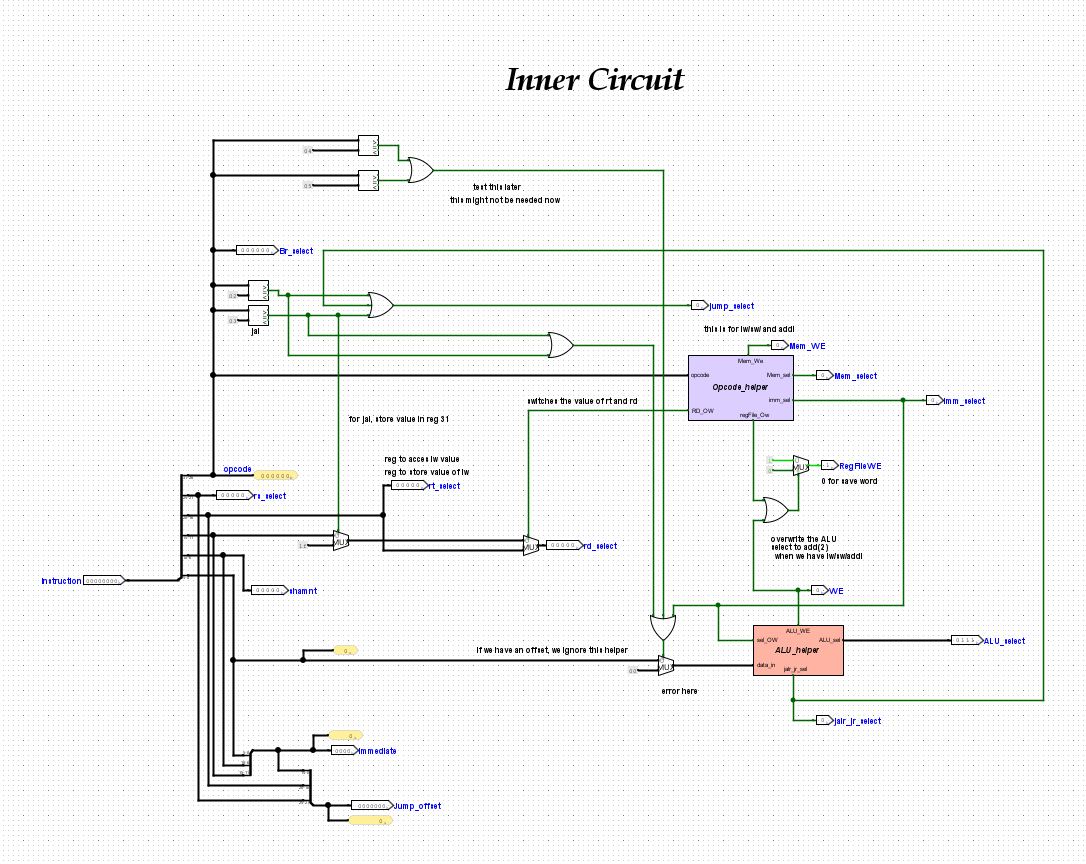 Inner Circuit
test this later
this might not be needed now
Br_select
jal
jump_select
this is for lw/sw and addi
Mem_WE
Mem_We
opcode
Mem_sel
Mem_select
Opcode_helper
imm_sel
imm_select
RD_OW
regFile_Ow
switches the value of rt and rd
for jal, store value in reg 31
reg to acces lw value
reg to store value of lw
opcode
rs_select
rt_select
MUX
RegFileWE
0 for save word
overwrite the ALU
select to add(2)
when we have lw/sw/addi
MUX
MUX
rd_select
instruction
shamnt
WE
ALU_WE
sel_OW
ALU_sel
ALU_select
ALU_helper
data_in
jalr_jr_sel
if we have an offset, we ignore this helper
MUX
error here
jalr_jr_select
immediate
Jump_offset